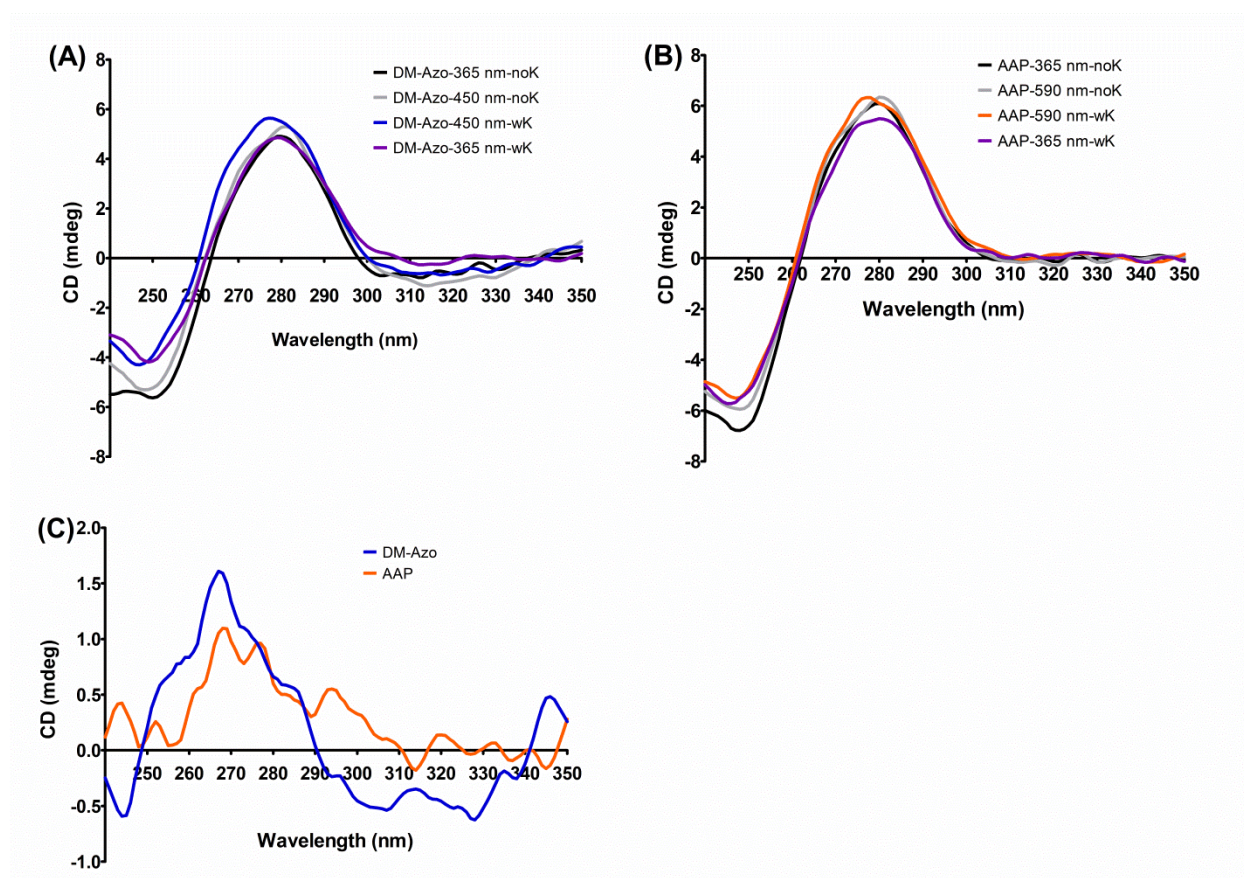 (A)
8
6
4
2
0
-2
-4
-6
-8
CD (mdeg)
250 260 270 280 290 300 310 320 330 340 350
Wavelength (nm)
DM-Azo-365 nm-noK
DM-Azo-450 nm-noK
DM-Azo-450 nm-wK
DM-Azo-365 nm-wK
(B)
8
6
4
2
0
-2
-4
-6
-8
CD (mdeg)
250 260 270 280 290 300 310 320 330 340 350
Wavelength (nm)
AAP-365 nm-noK
AAP-590 nm-noK
AAP-590 nm-wK
AAP-365 nm-wK
(C)
2.0
1.5
1.0
0.5
0.0
-0.5
-1.0
CD (mdeg)
250 260 270 280 290 300 310 320 330 340 350
Wavelength (nm)
DM-Azo
AAP